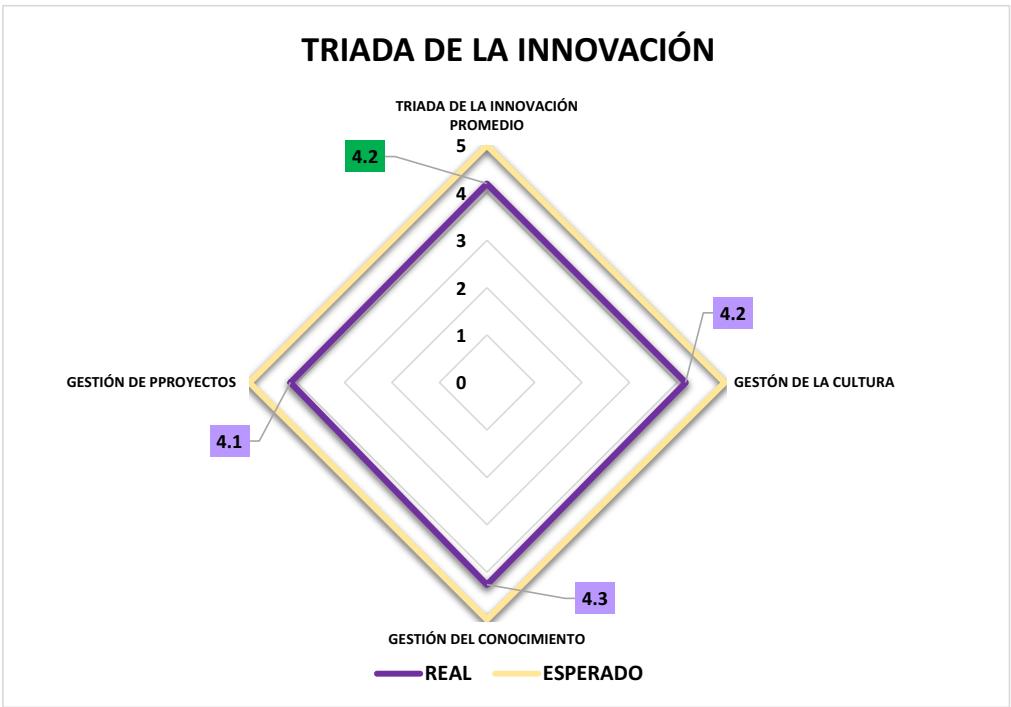 TRIADA DE LA INNOVACIÓN
TRIADA DE LA INNOVACIÓN
PROMEDIO
5
4.2
4
3
4.2
2
1
GESTIÓN DE PPROYECTOS
0
GESTÓN DE LA CULTURA
4.1
4.3
GESTIÓN DEL CONOCIMIENTO
REAL
ESPERADO